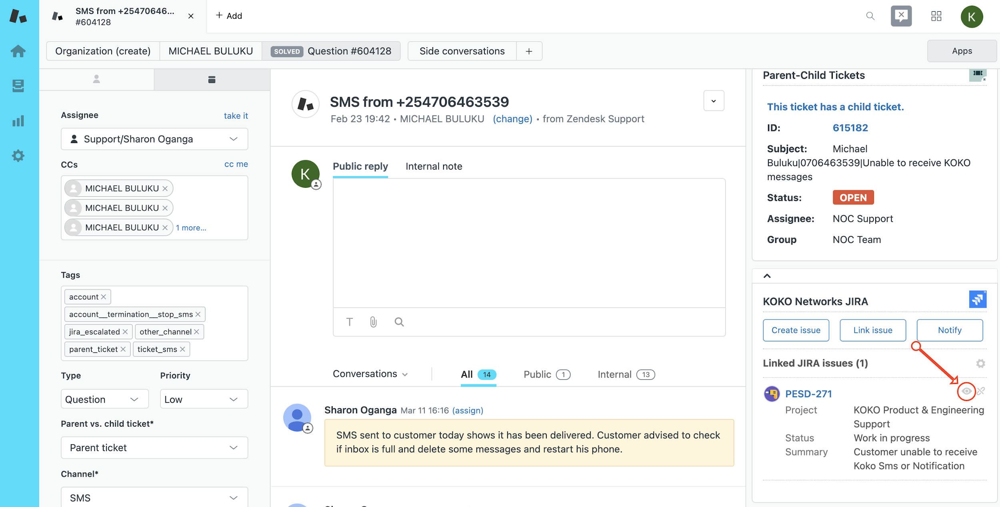 SMS from +25470646...
#604128
+ Add
K
Organization (create)
MICHAEL BULUKU
SOLVED Question #604128
Side conversations
+
Apps
Assignee
take it
Support/Sharon Oganga
CCs
cc me
MICHAEL BULUKU
MICHAEL BULUKU
MICHAEL BULUKU
1 more...
Tags
account
account__termination__stop_sms
jira_escalated
other_channel
parent_ticket
ticket_sms
Type
Priority
Question
Low
Parent vs. child ticket*
Parent ticket
Channel*
SMS
SMS from +254706463539
Feb 23 19:42 • MICHAEL BULUKU (change) • from Zendesk Support
K
Public reply
Internal note
T
Conversations
All 14
Public 1
Internal 13
Sharon Oganga Mar 11 16:16 (assign)
SMS sent to customer today shows it has been delivered. Customer advised to check
if inbox is full and delete some messages and restart his phone.
Parent-Child Tickets
This ticket has a child ticket.
ID: 615182
Subject: Michael
Buluku|0706463539|Unable to receive KOKO
messages
Status: OPEN
Assignee: NOC Support
Group NOC Team
KOKO Networks JIRA
Create issue
Link issue
Notify
Linked JIRA issues (1)
PESD-271
Project KOKO Product & Engineering
Support
Status Work in progress
Summary Customer unable to receive
Koko Sms or Notification